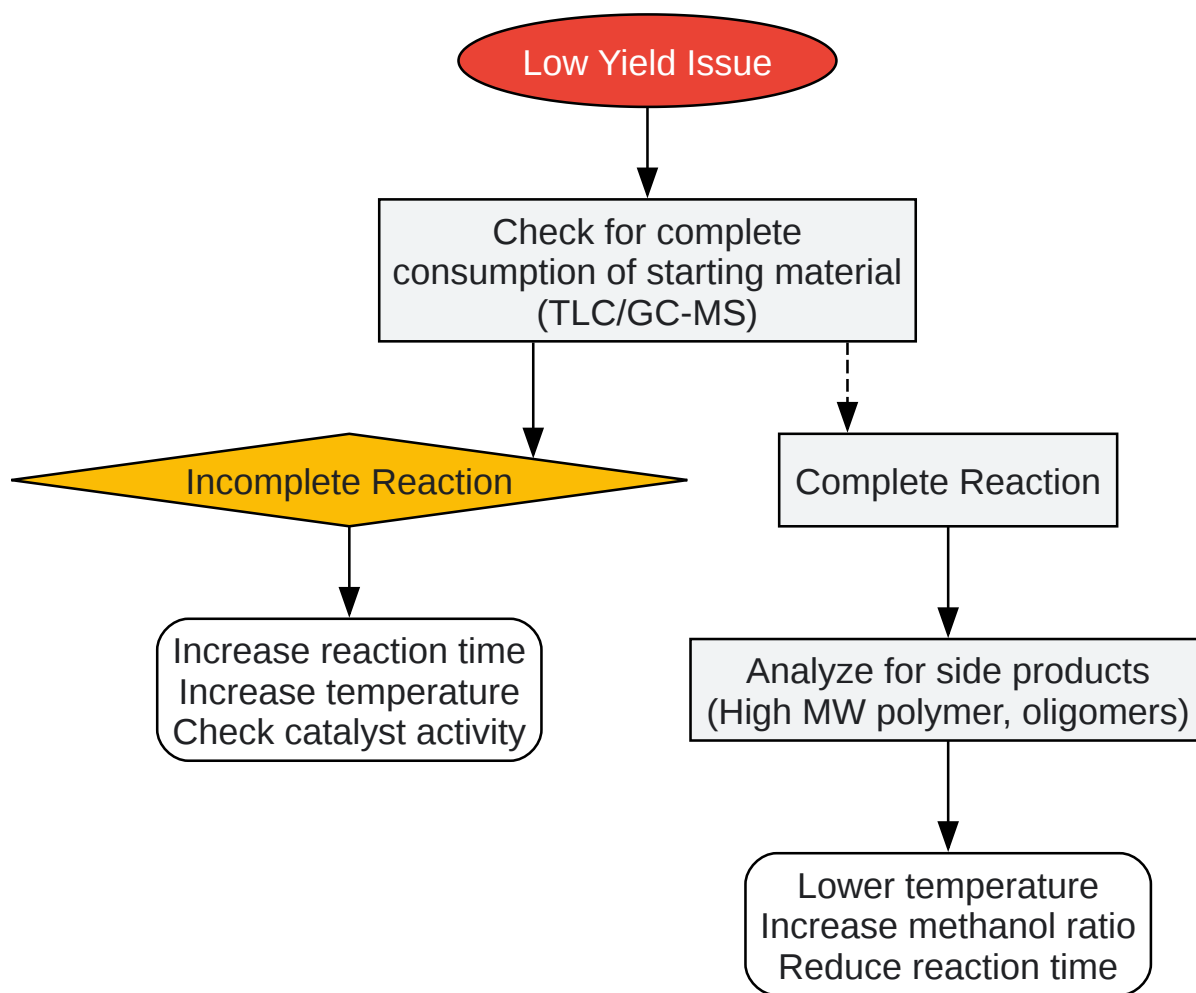 Low Yield Issue
Check for complete
consumption of starting material
(TLC/GC-MS)
Incomplete Reaction
Complete Reaction
Increase reaction time
Increase temperature
Check catalyst activity
Analyze for side products
(High MW polymer, oligomers)
Lower temperature
Increase methanol ratio
Reduce reaction time